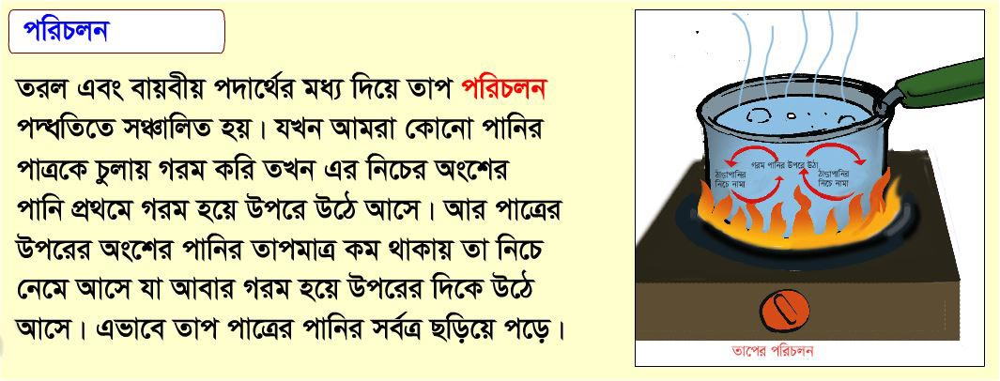 পরিচলন
তরল এবং বায়বীয় পদার্থের মধ্য দিয়ে তাপ পরিচলন
পদ্ধতিতে সঞ্চালিত হয়। যখন আমরা কোনো পানির
পাত্রকে চুলায় গরম করি তখন এর নিচের অংশের
পানি প্রথমে গরম হয়ে উপরে উঠে আসে। আর পাত্রের
উপরের অংশের পানির তাপমাত্র কম থাকায় তা নিচে
নেমে আসে যা আবার গরম হয়ে উপরের দিকে উঠে
আসে। এভাবে তাপ পাত্রের পানির সর্বত্র ছড়িয়ে পড়ে।
গরম পানির উপরে উঠা
ঠান্ডাপানির
নিচে নামা
ঠান্ডাপানির
নিচে নামা
তাপের পরিচলন